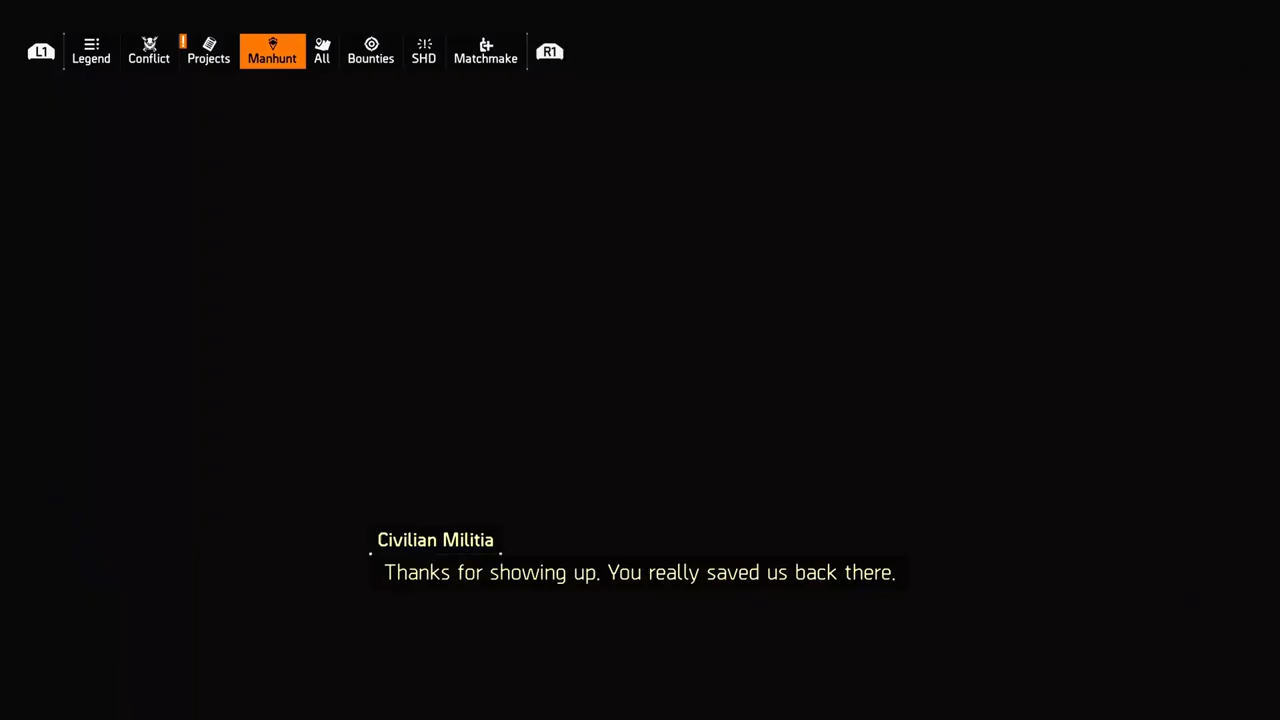 L1 Legend Conflict Projects Manhunt All Bounties SHD Matchmake R1
Civilian Militia
Thanks for showing up. You really saved us back there.